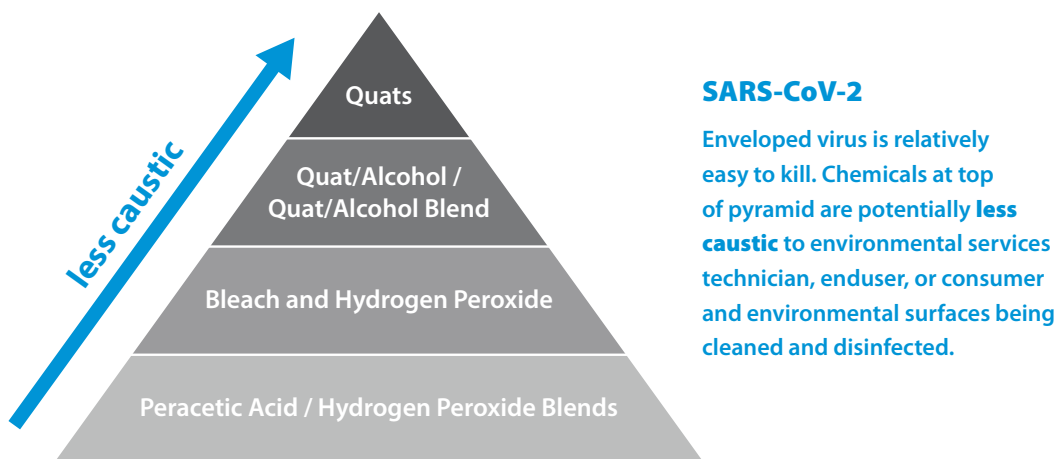 less caustic
Quats
Quat/Alcohol /
Quat/Alcohol Blend
Bleach and Hydrogen Peroxide
Peracetic Acid / Hydrogen Peroxide Blends
SARS-CoV-2
Enveloped virus is relatively
easy to kill. Chemicals at top
of pyramid are potentially less
caustic to environmental services
technician, enduser, or consumer
and environmental surfaces being
cleaned and disinfected.